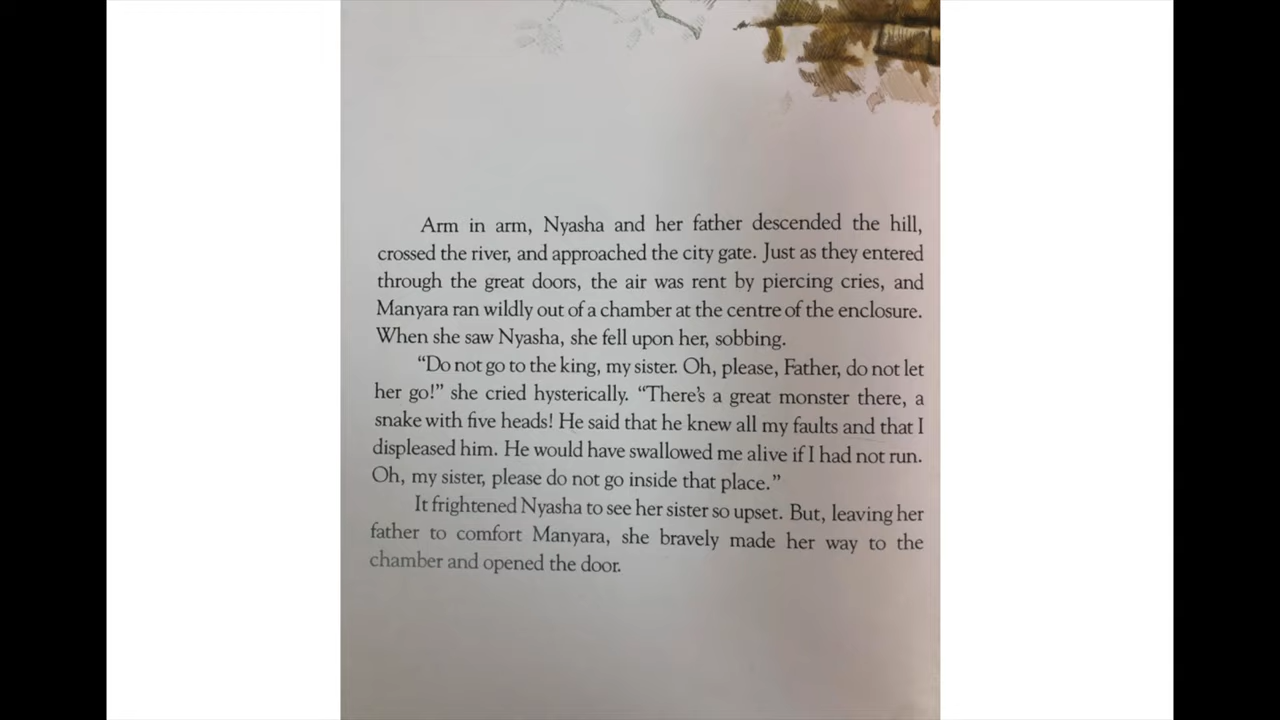 Arm in arm, Nyasha and her father descended the hill,
crossed the river, and approached the city gate. Just as they entered
through the great doors, the air was rent by piercing cries, and
Manyara ran wildly out of a chamber at the centre of the enclosure.
When she saw Nyasha, she fell upon her, sobbing.
“Do not go to the king, my sister. Oh, please, Father, do not let
her go!” she cried hysterically. “There’s a great monster there, a
snake with five heads! He said that he knew all my faults and that I
displeased him. He would have swallowed me alive if I had not run.
Oh, my sister, please do not go inside that place.”
It frightened Nyasha to see her sister so upset. But, leaving her
father to comfort Manyara, she bravely made her way to the
chamber and opened the door.